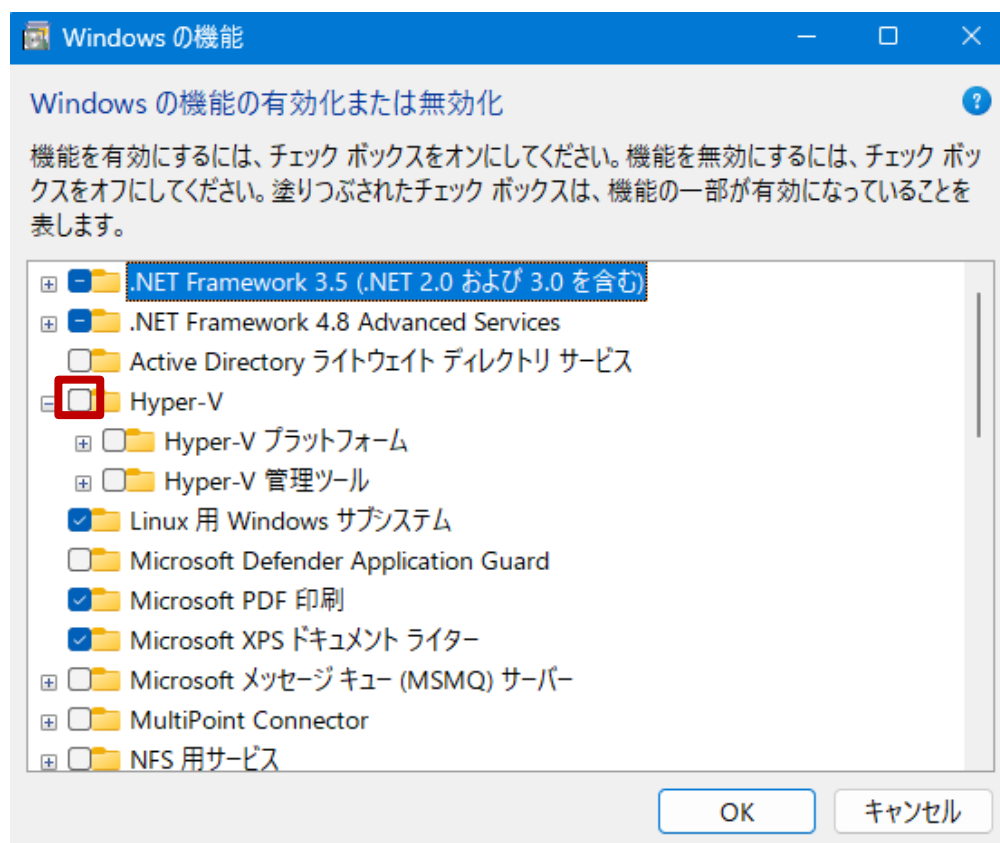 Windows の機能
Windows の機能の有効化または無効化
?
機能を有効にするには、チェック ボックスをオンにしてください。機能を無効にするには、チェック ボッ
クスをオフにしてください。塗りつぶされたチェック ボックスは、機能の一部が有効になっていることを
表します。
.NET Framework 3.5 (.NET 2.0 および 3.0 を含む)
.NET Framework 4.8 Advanced Services
Active Directory ライトウェイト ディレクトリ サービス
Hyper-V
Hyper-V プラットフォーム
Hyper-V 管理ツール
Linux 用 Windows サブシステム
Microsoft Defender Application Guard
Microsoft PDF 印刷
Microsoft XPS ドキュメント ライター
Microsoft メッセージ キュー (MSMQ) サーバー
MultiPoint Connector
NFS 用サービス
OK キャンセル